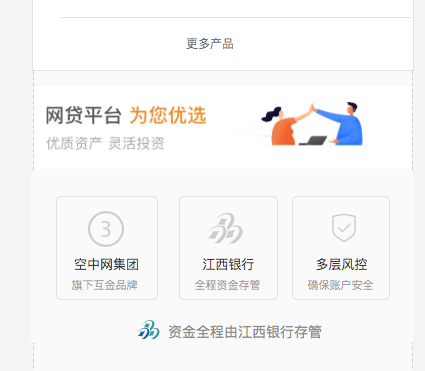 更多产品
网贷平台 为您优选
优质资产 灵活投资
3
空中网集团
旗下互金品牌
江西银行
全程资金存管
多层风控
确保账户安全
资金全程由江西银行存管